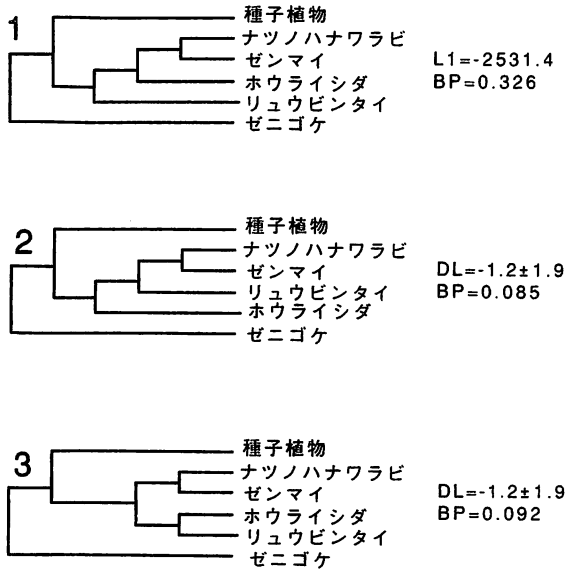 1
種子植物
ナツノハナワラビ
ゼンマイ
ホウライシダ
リュウビンタイ
ゼニゴケ
L1=-2531.4
BP=0.326
2
種子植物
ナツノハナワラビ
ゼンマイ
リュウビンタイ
ホウライシダ
ゼニゴケ
DL=-1.2±1.9
BP=0.085
3
種子植物
ナツノハナワラビ
ゼンマイ
ホウライシダ
リュウビンタイ
ゼニゴケ
DL=-1.2±1.9
BP=0.092